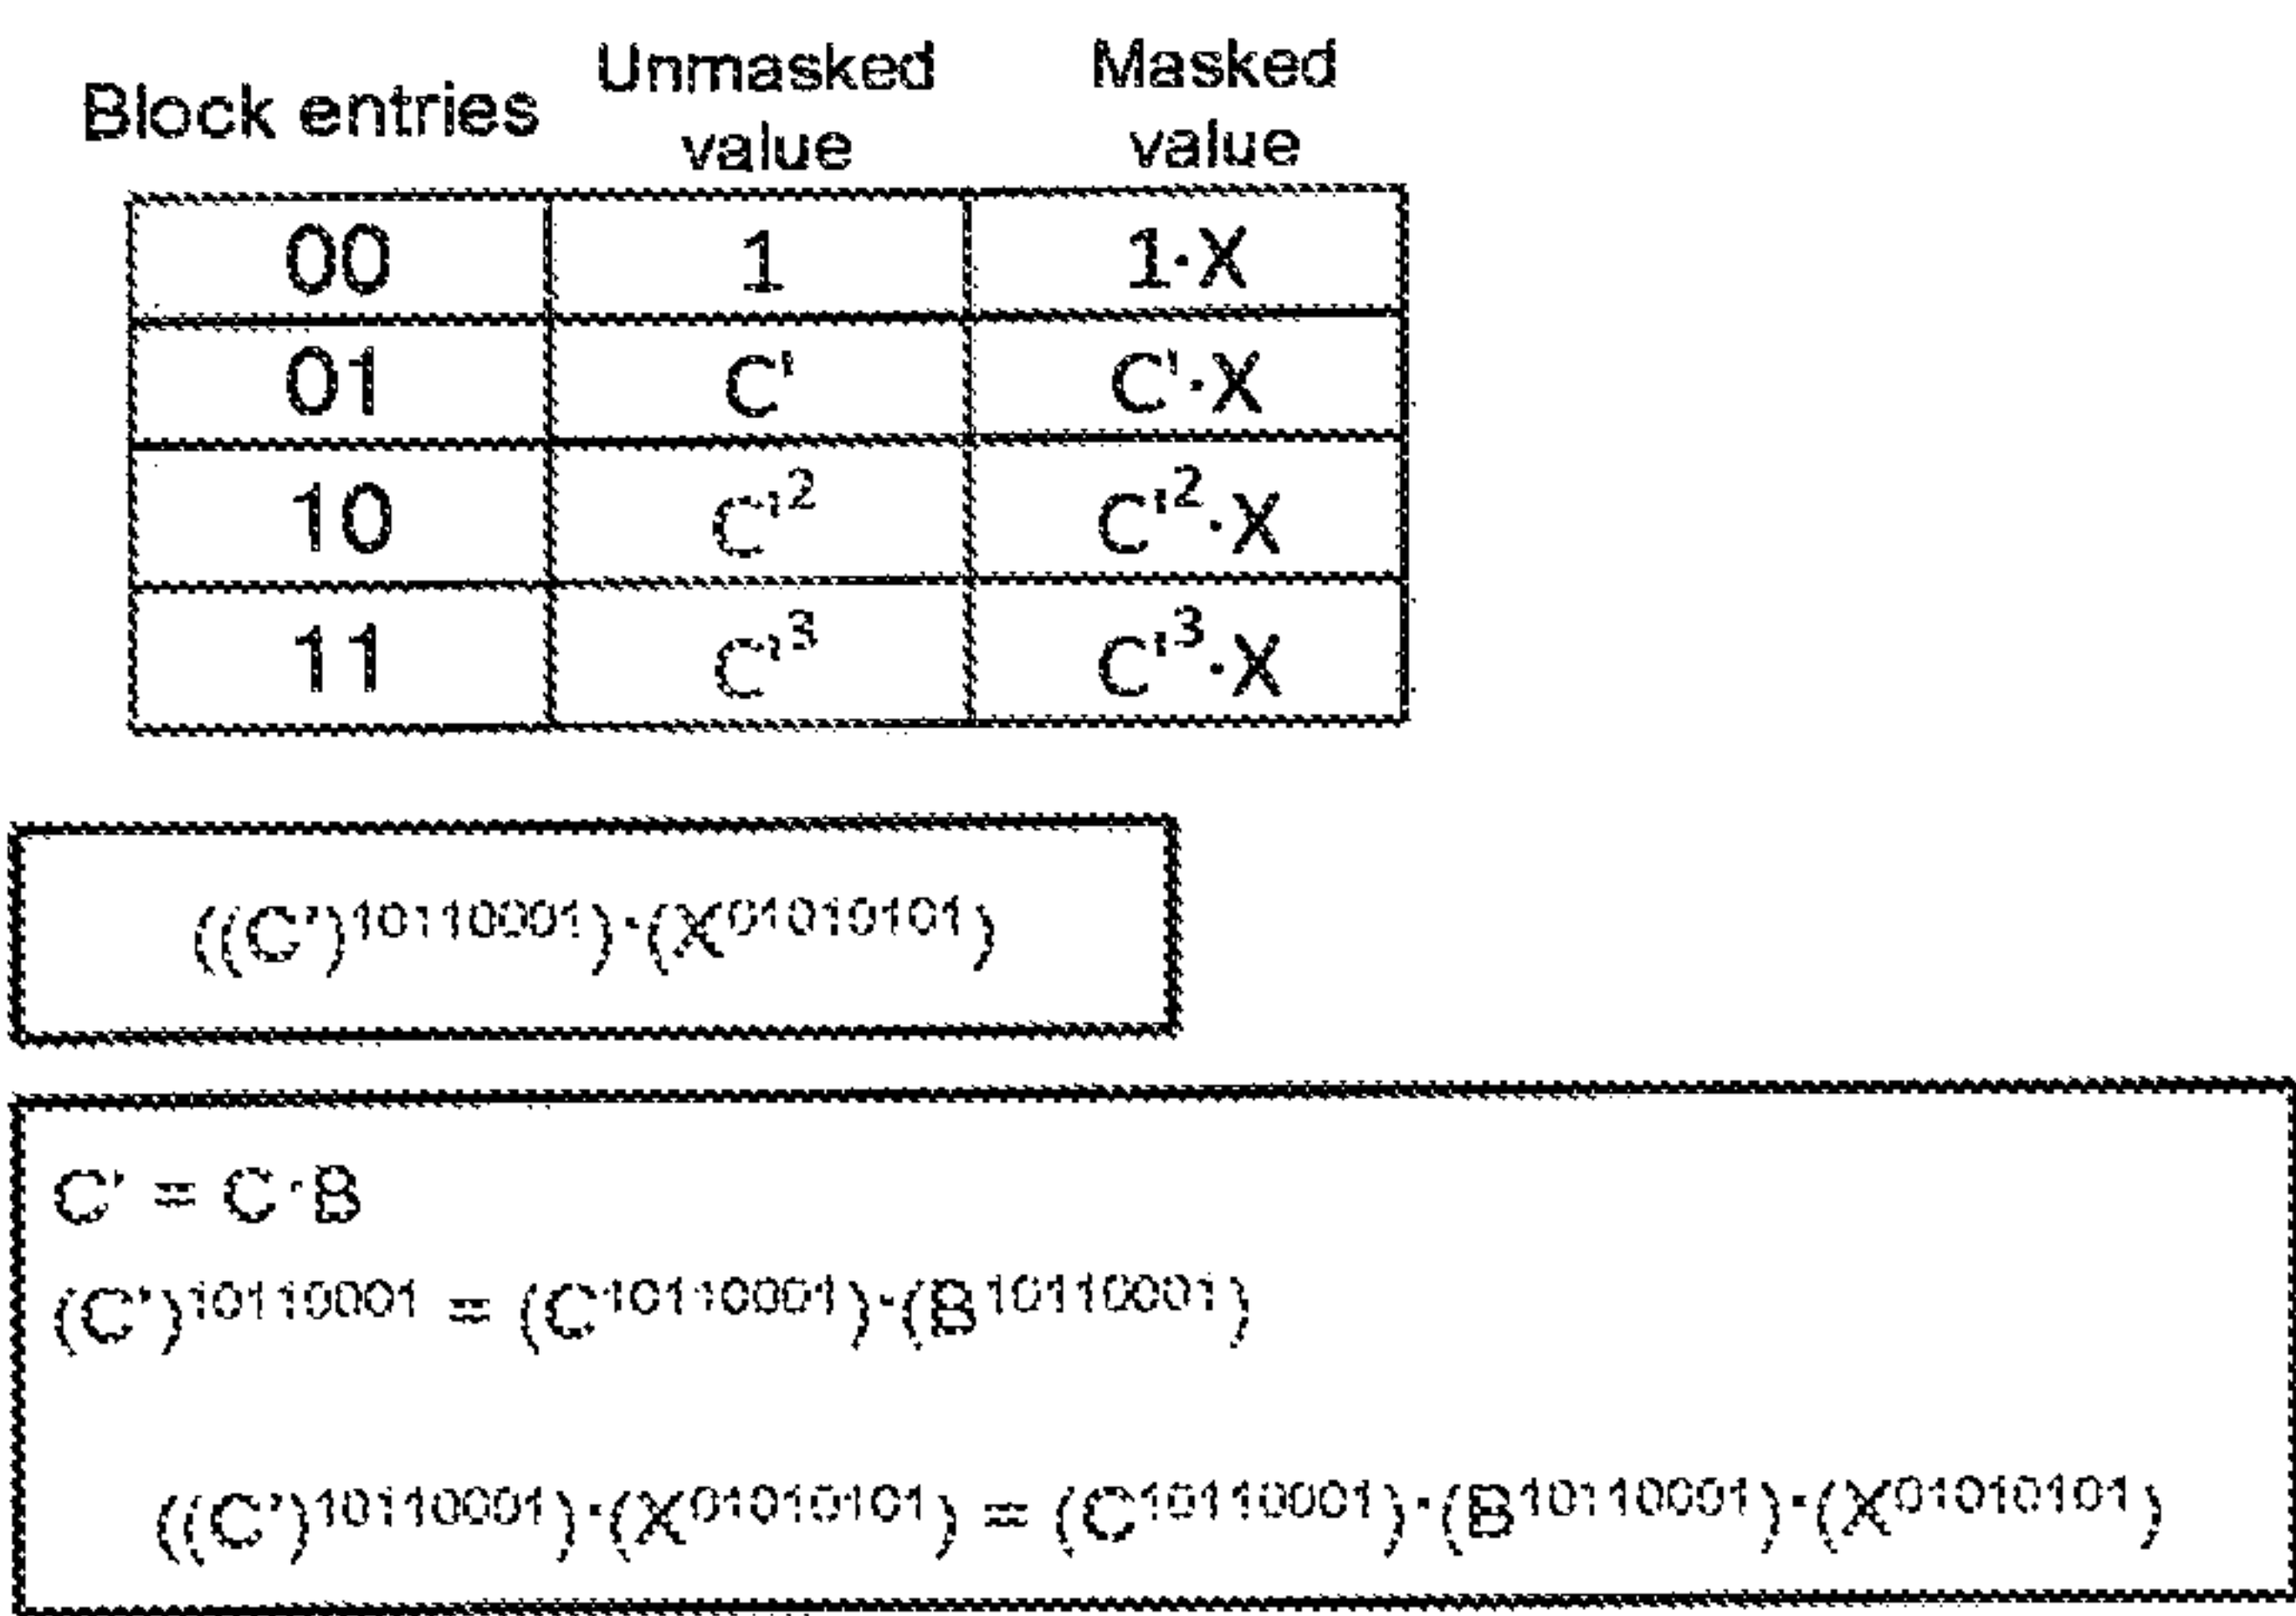 Block entries Unmasked value Masked value
00 1 1·X
01 C' C'·X
10 C'² C'²·X
11 C'³ C'³·X
((C')¹⁰¹¹⁰⁰⁰¹)·(X⁰¹⁰¹⁰¹⁰¹)
C' = C·B
(C')¹⁰¹¹⁰⁰⁰¹ = (C¹⁰¹¹⁰⁰⁰¹)·(B¹⁰¹¹⁰⁰⁰¹)
((C')¹⁰¹¹⁰⁰⁰¹)·(X⁰¹⁰¹⁰¹⁰¹) = (C¹⁰¹¹⁰⁰⁰¹)·(B¹⁰¹¹⁰⁰⁰¹)·(X⁰¹⁰¹⁰¹⁰¹)